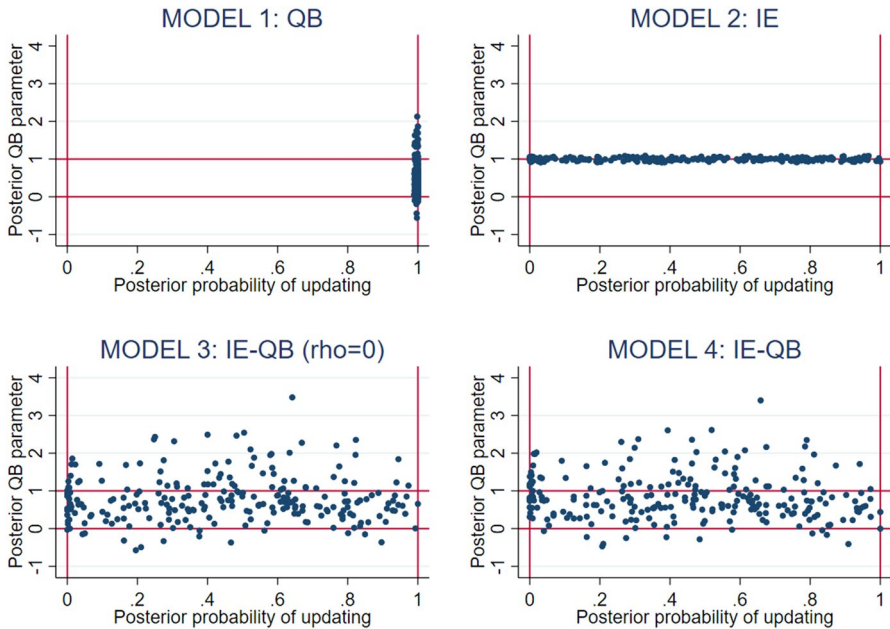 MODEL 1: QB
Posterior QB parameter
4
3
2
1
0
-1
0 .2 .4 .6 .8 1
Posterior probability of updating
MODEL 2: IE
Posterior QB parameter
4
3
2
1
0
-1
0 .2 .4 .6 .8 1
Posterior probability of updating
MODEL 3: IE-QB (rho=0)
Posterior QB parameter
4
3
2
1
0
-1
0 .2 .4 .6 .8 1
Posterior probability of updating
MODEL 4: IE-QB
Posterior QB parameter
4
3
2
1
0
-1
0 .2 .4 .6 .8 1
Posterior probability of updating